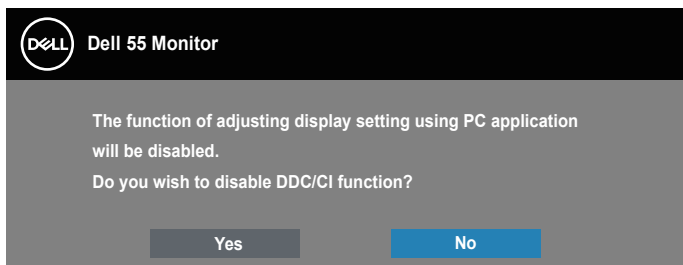 DELL Dell 55 Monitor
The function of adjusting display setting using PC application
will be disabled.
Do you wish to disable DDC/CI function?
Yes No